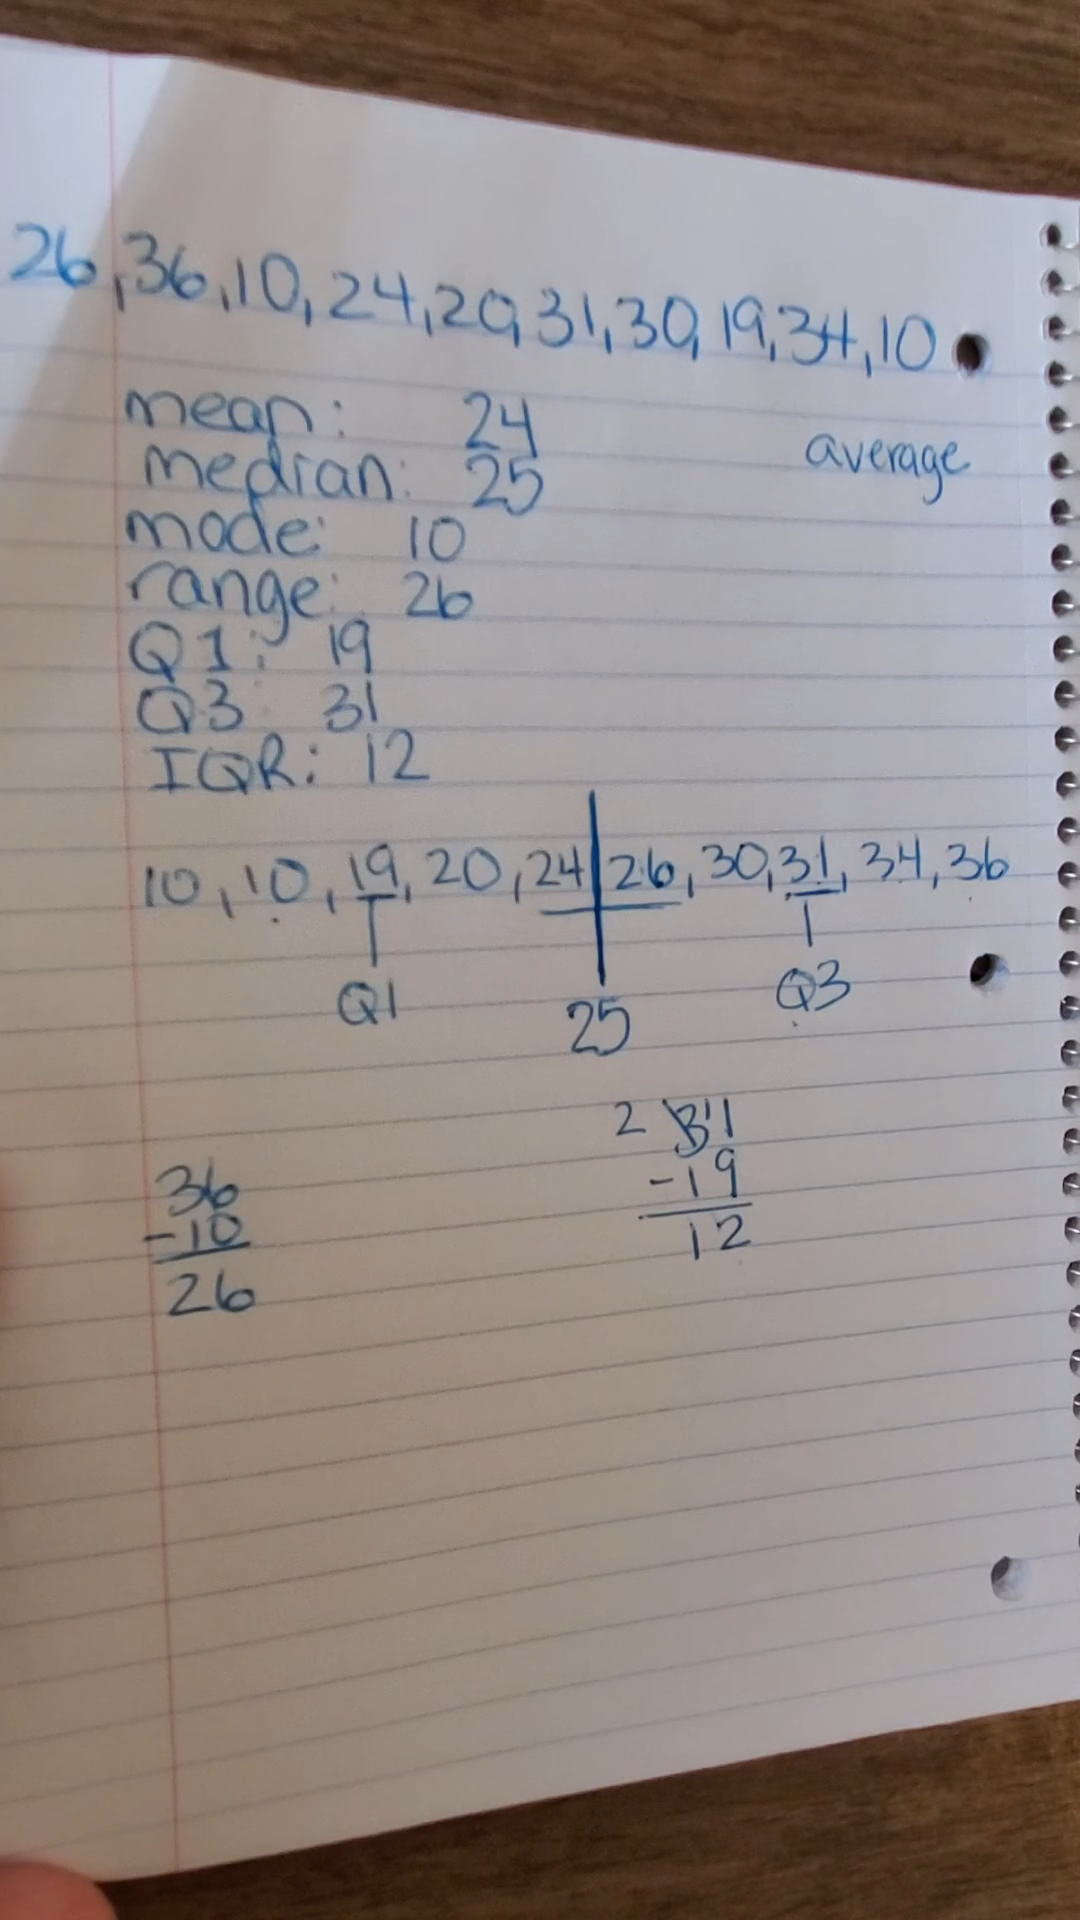 26, 36, 10, 24, 20, 31, 30, 19, 34, 10
mean: 24
average
median: 25
mode: 10
range: 26
Q1: 19
Q3 31
IQR: 12
10, 10, 19, 20, 24 | 26, 30, 31, 34, 36
Q1 25 Q3
36
-10
26
2 3 11
-19
12